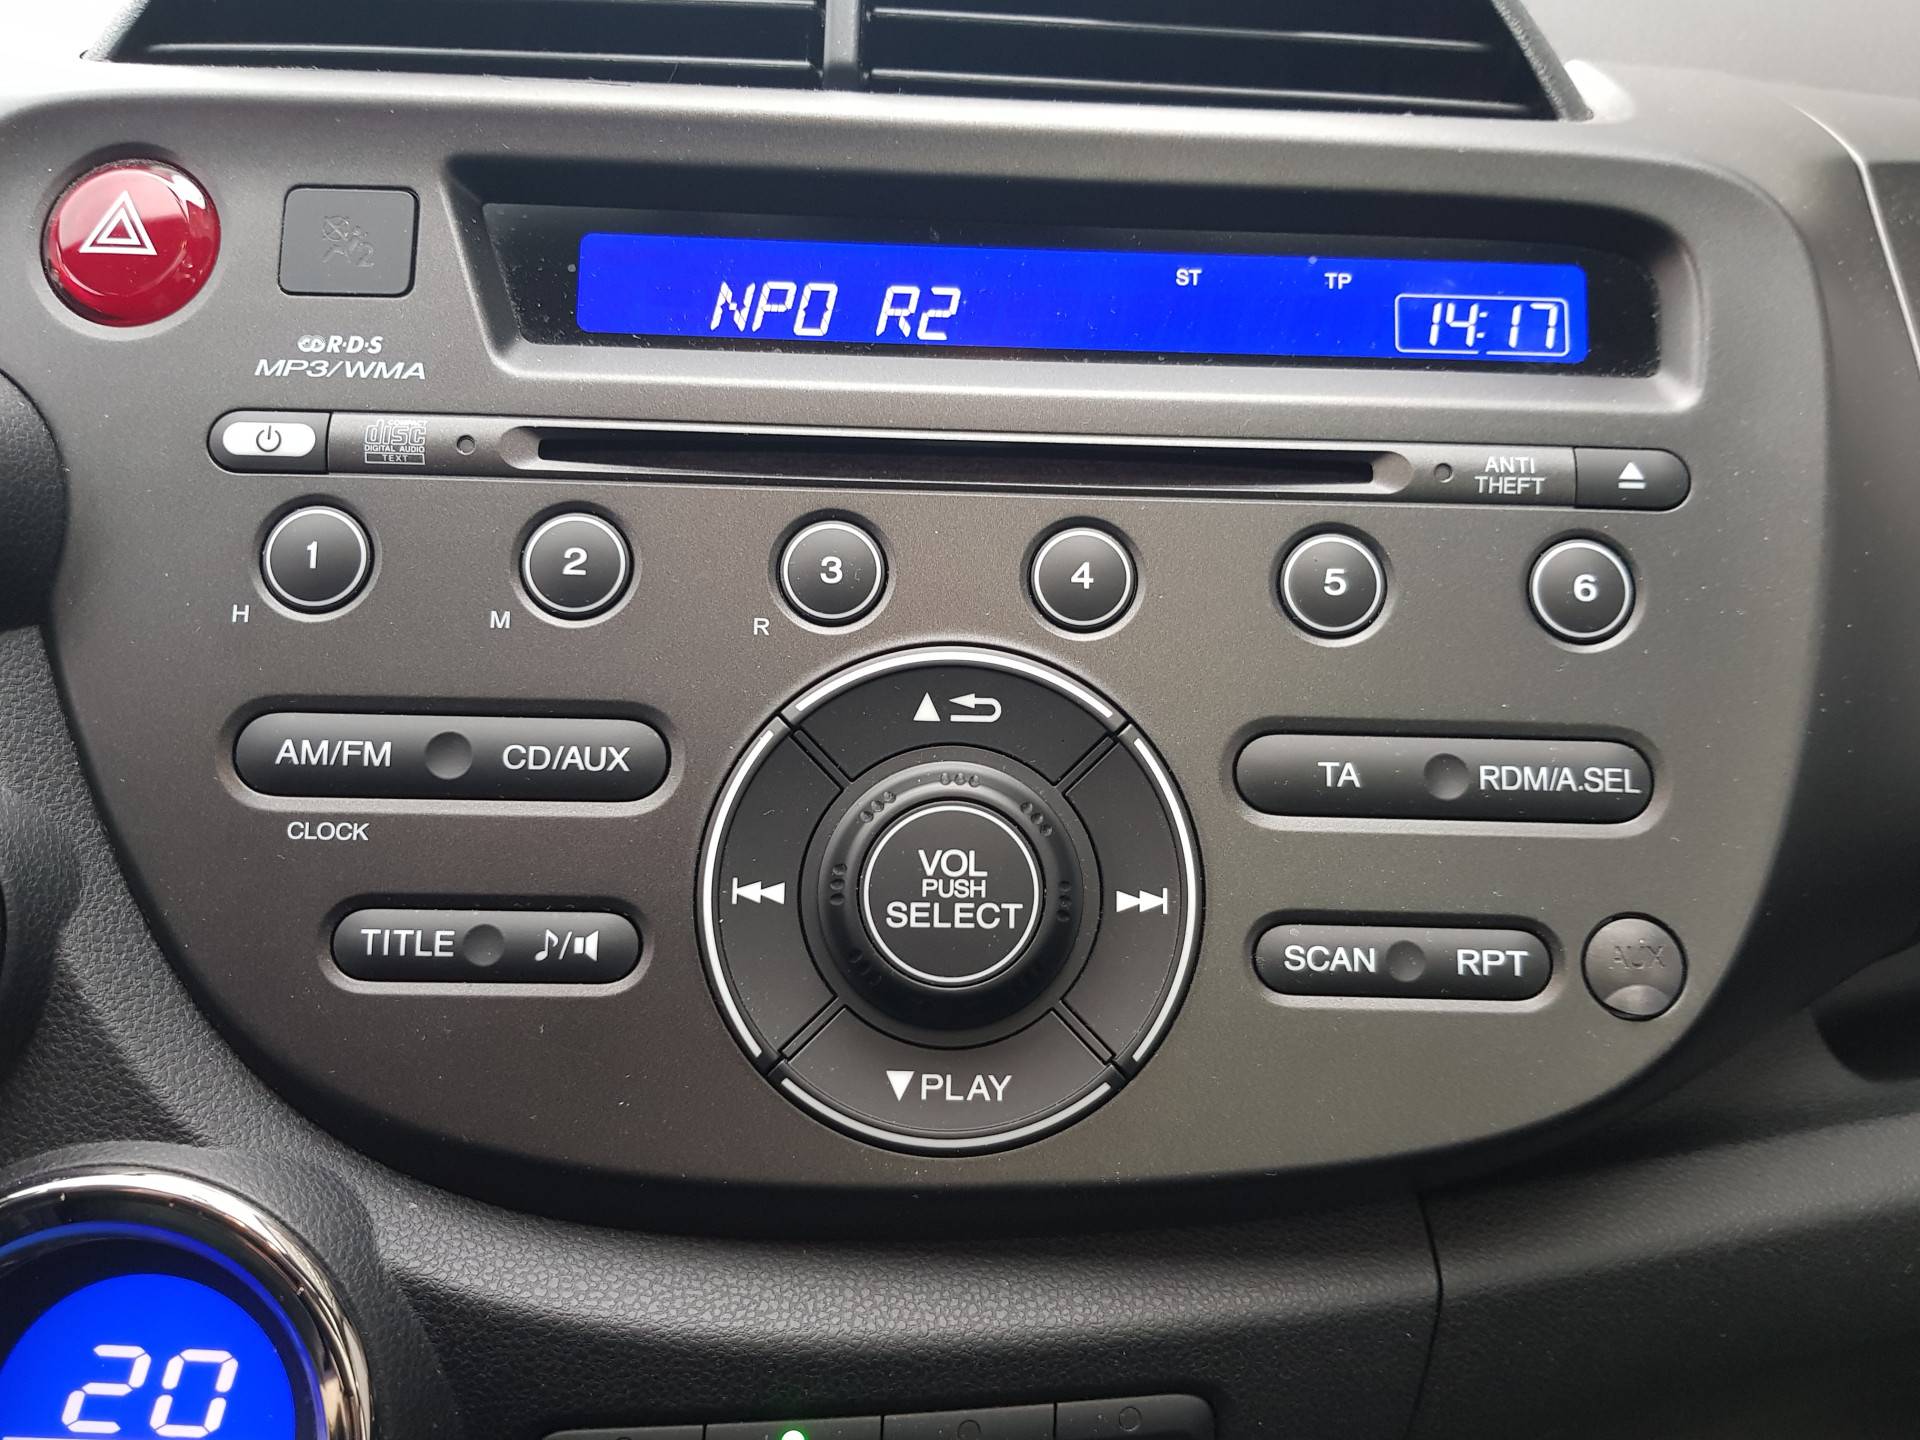 NPO R2
ST
TP
14:17
R·D·S
MP3/WMA
COMPACT
disc
DIGITAL AUDIO
TEXT
ANTI
THEFT
1
2
3
4
5
6
H
M
R
AM/FM
CD/AUX
CLOCK
TITLE
VOL
PUSH
SELECT
PLAY
TA
RDM/A.SEL
SCAN
RPT
AUX
20